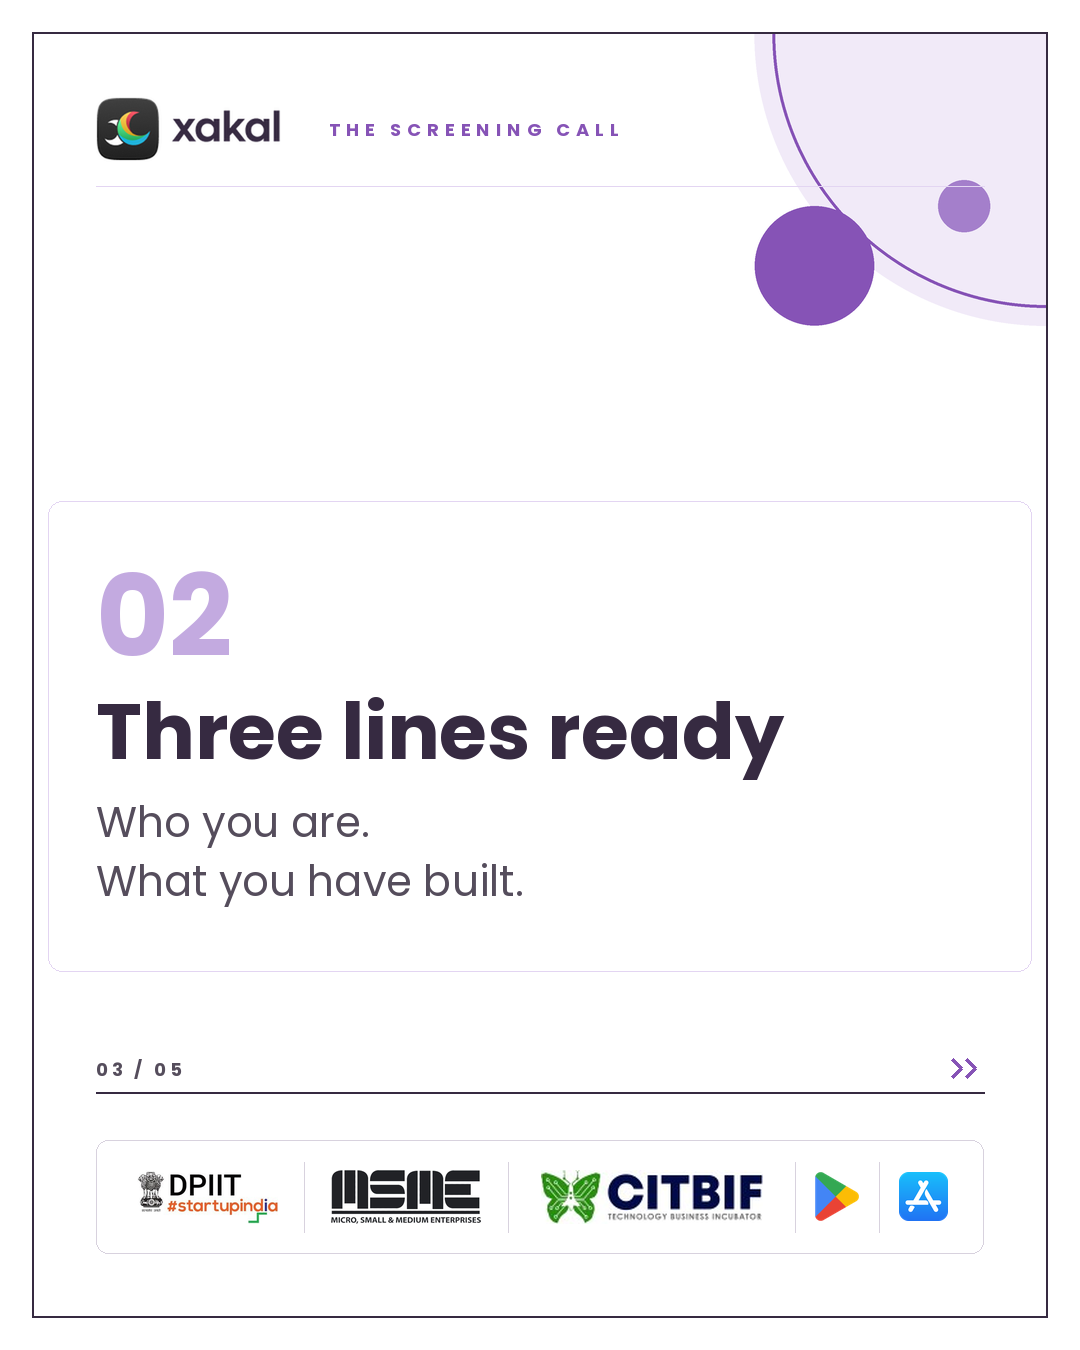 xakal
THE SCREENING CALL
02
Three lines ready
Who you are.
What you have built.
03 / 05
DPIIT
#startupindia
MSME
MICRO, SMALL & MEDIUM ENTERPRISES
CITBIF
TECHNOLOGY BUSINESS INCUBATOR